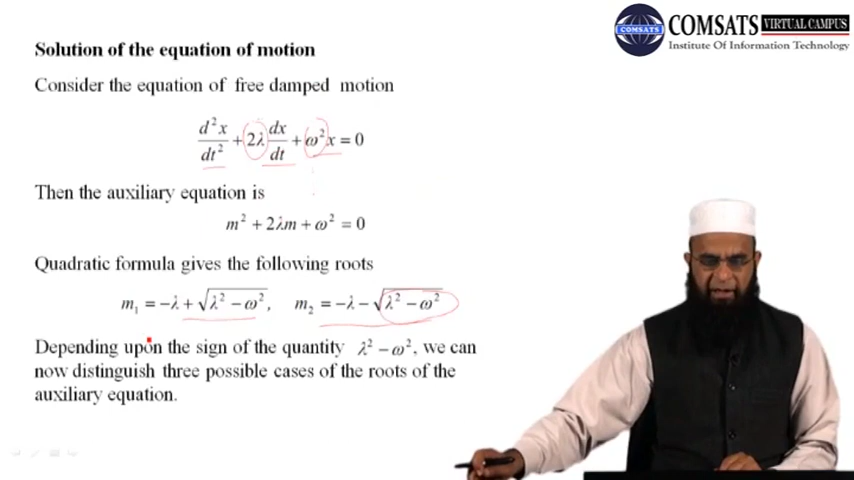 COMSATS VIRTUAL CAMPUS
Institute Of Information Technology
COMSATS
Solution of the equation of motion
Consider the equation of free damped motion
d²x/dt² + 2λ dx/dt + ω²x = 0
Then the auxiliary equation is
m² + 2λm + ω² = 0
Quadratic formula gives the following roots
m₁ = −λ + √(λ² − ω²), m₂ = −λ − √(λ² − ω²)
Depending upon the sign of the quantity λ² − ω², we can
now distinguish three possible cases of the roots of the
auxiliary equation.